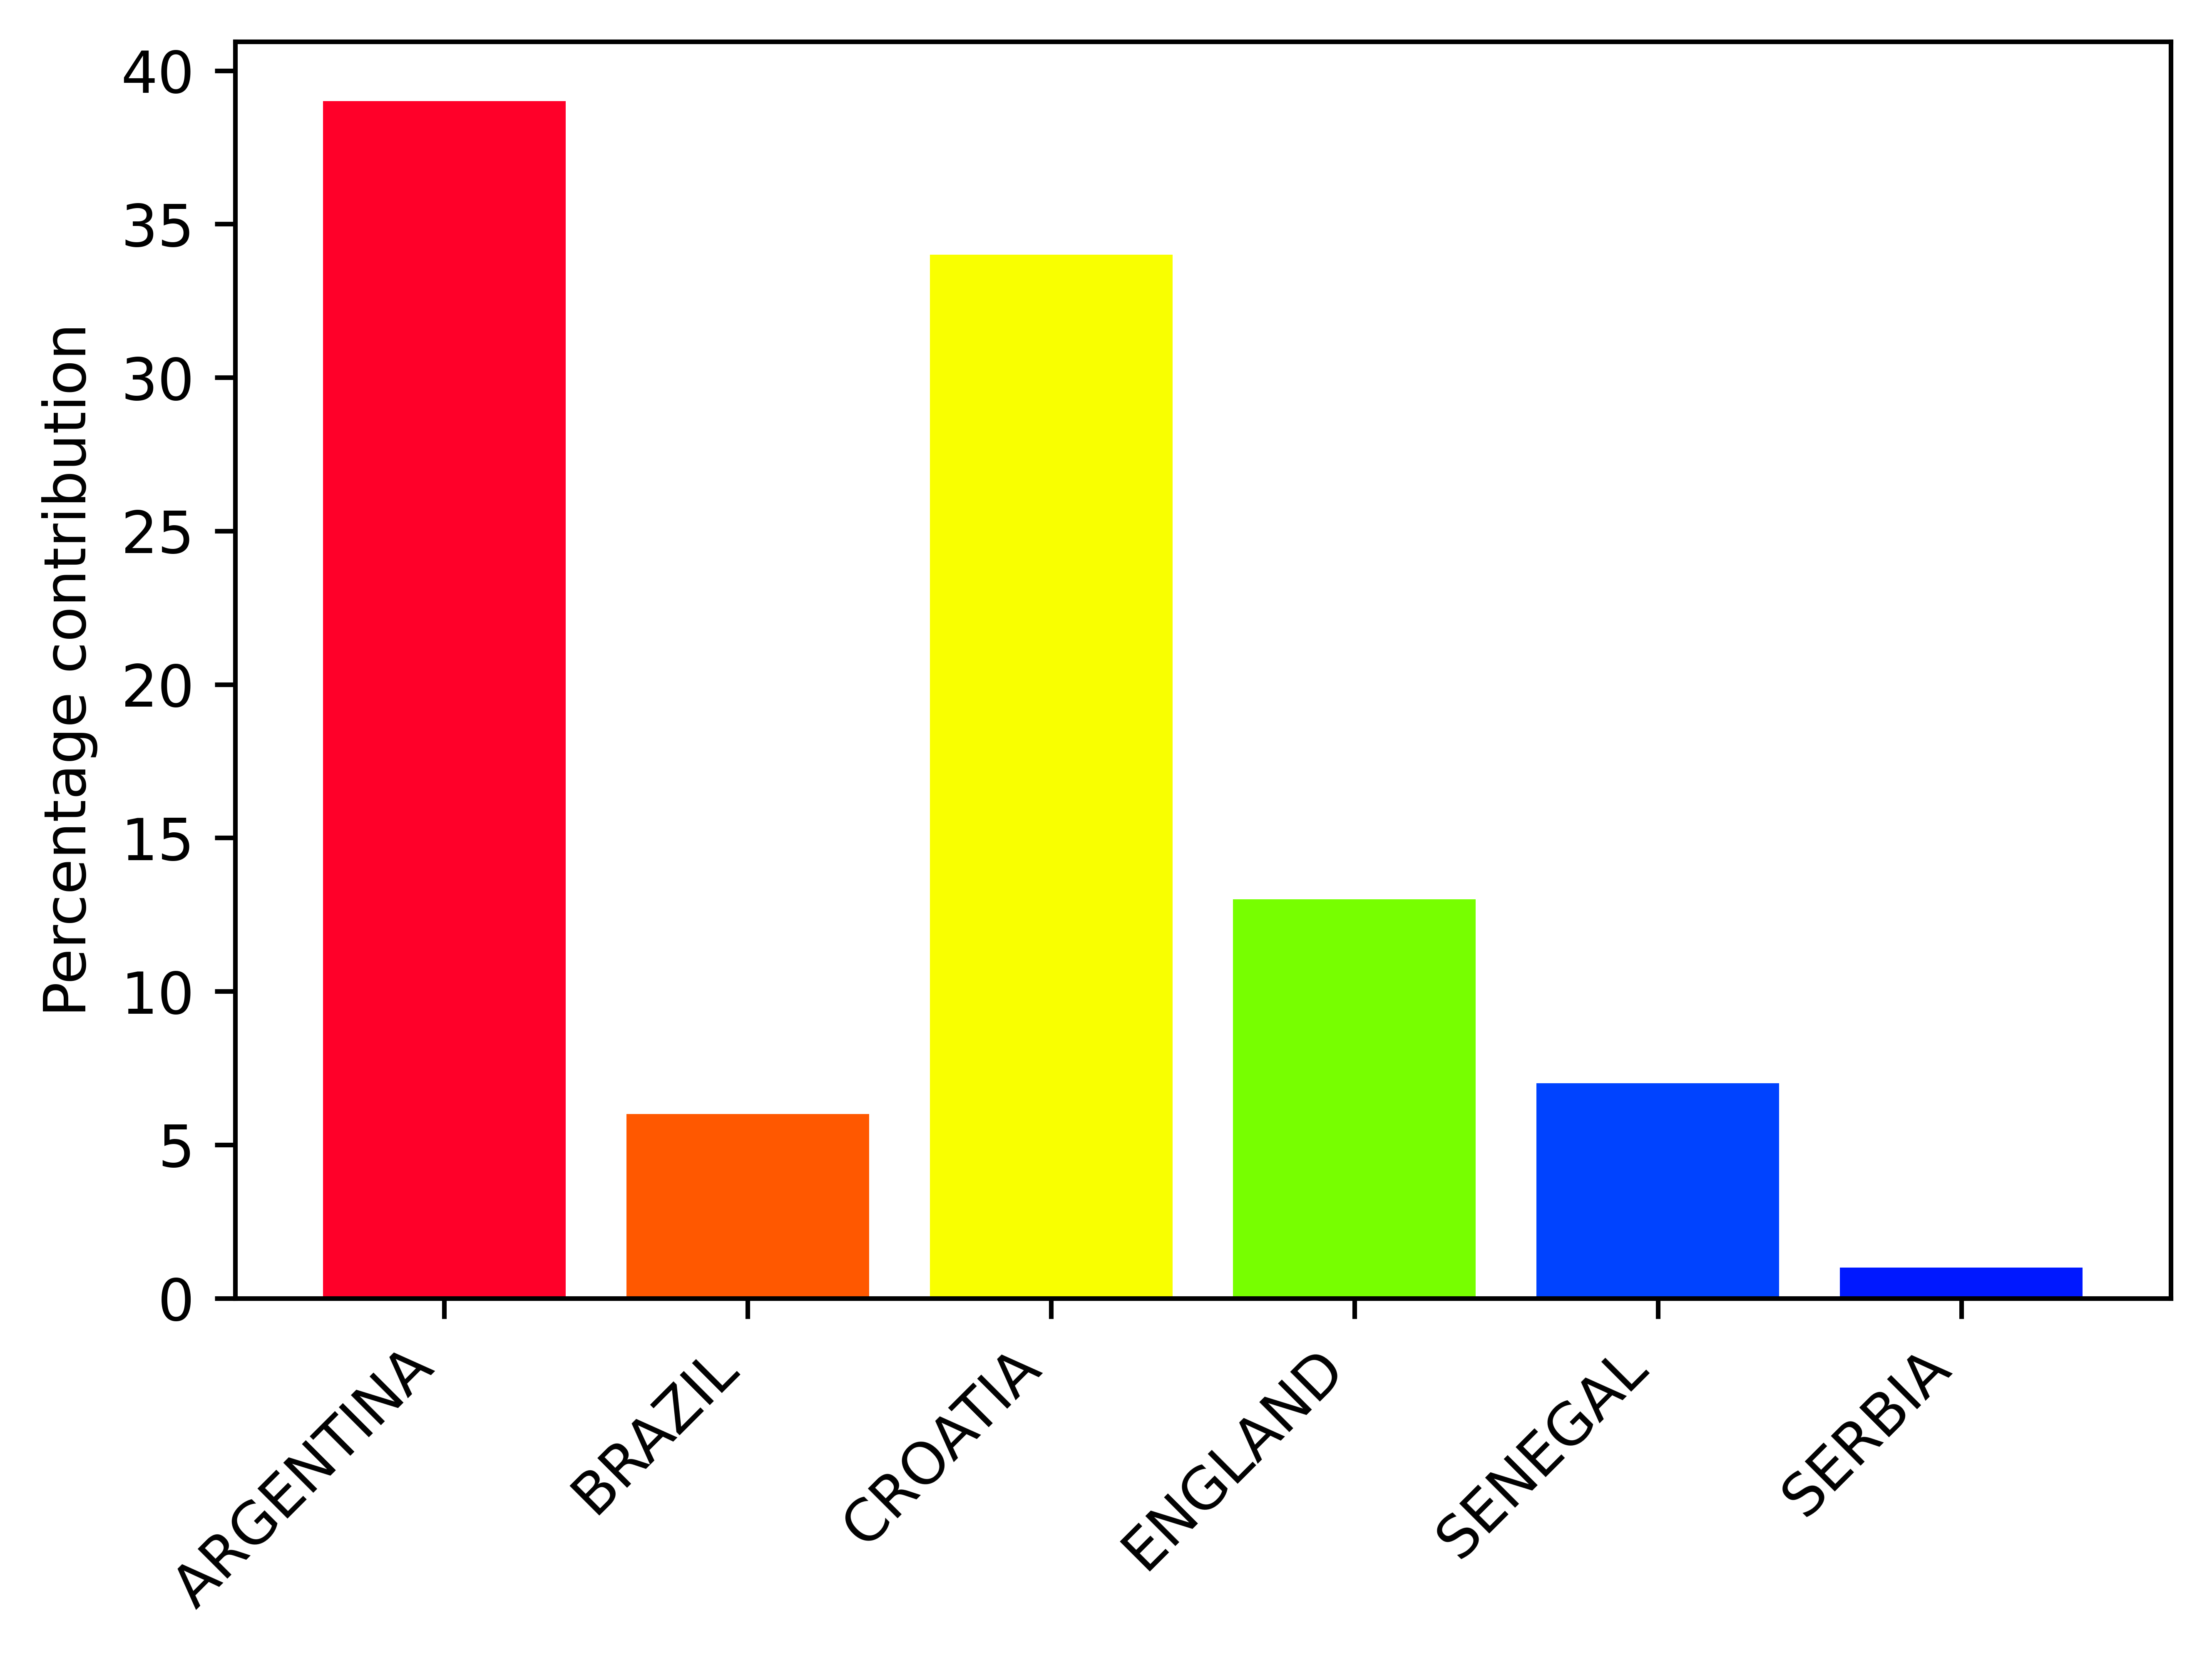 Percentage contribution
40
35
30
25
20
15
10
5
0
ARGENTINA
BRAZIL
CROATIA
ENGLAND
SENEGAL
SERBIA